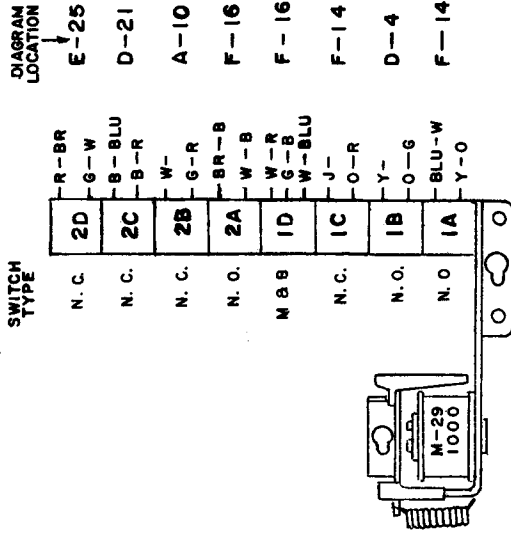 SWITCH TYPE
DIAGRAM LOCATION
N. C. 2D R-BR G-W E-25
N. C. 2C B-BLU B-R D-21
N. C. 2B W- G-R A-10
N. O. 2A BR-B W-B F-16
M & B 1D W-R G-B W-BLU F-16
N. C. 1C J- O-R F-14
N. O. 1B Y- O-G D-4
N. O 1A BLU-W Y-O F-14
M-29
1000